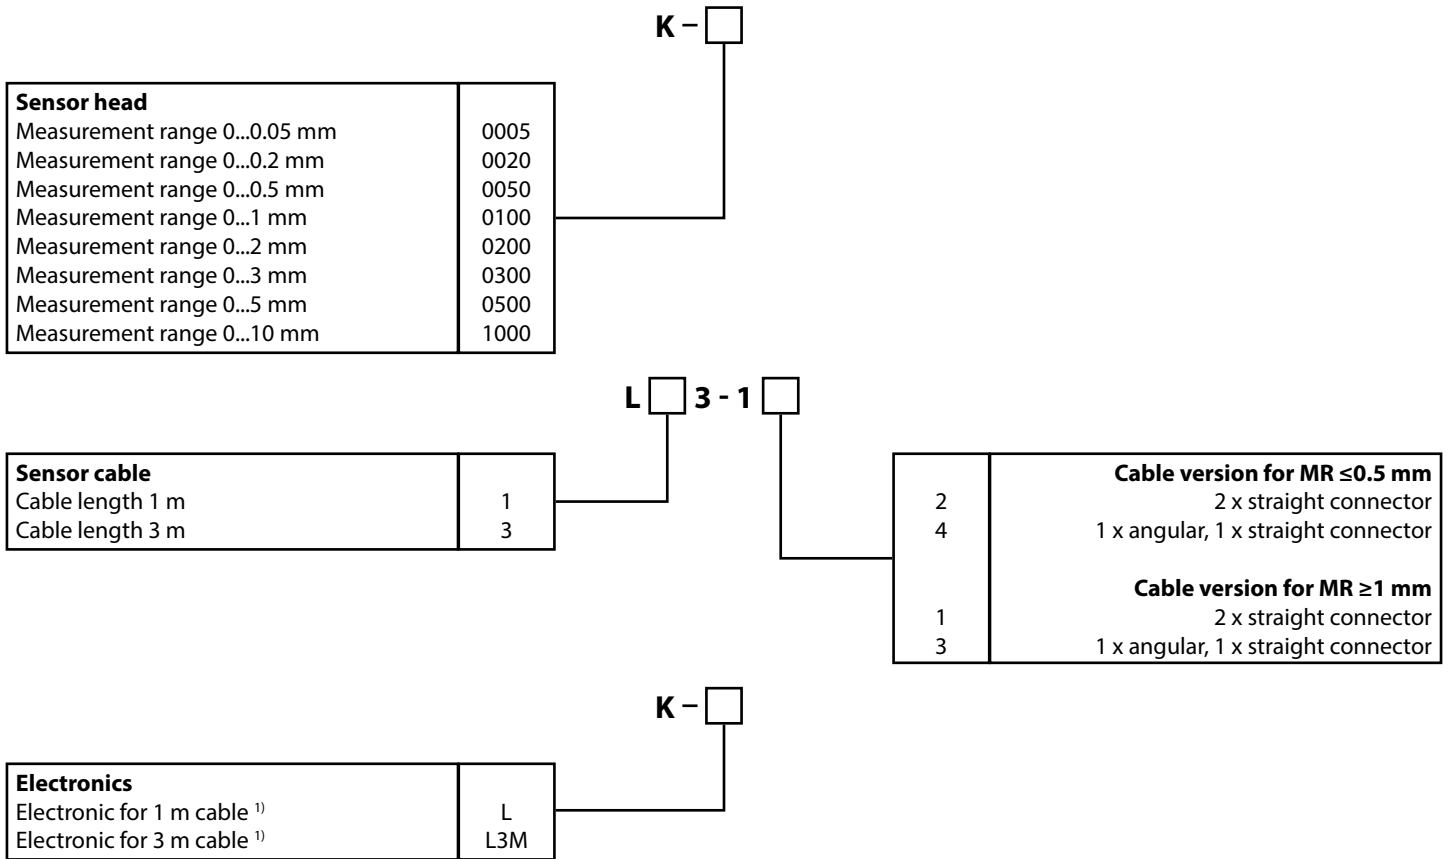 K –
Sensor head
Measurement range 0...0.05 mm 0005
Measurement range 0...0.2 mm 0020
Measurement range 0...0.5 mm 0050
Measurement range 0...1 mm 0100
Measurement range 0...2 mm 0200
Measurement range 0...3 mm 0300
Measurement range 0...5 mm 0500
Measurement range 0...10 mm 1000
L 3 - 1
Sensor cable
Cable length 1 m 1
Cable length 3 m 3
Cable version for MR ≤0.5 mm
2 2 x straight connector
4 1 x angular, 1 x straight connector
Cable version for MR ≥1 mm
1 2 x straight connector
3 1 x angular, 1 x straight connector
K –
Electronics
Electronic for 1 m cable 1) L
Electronic for 3 m cable 1) L3M